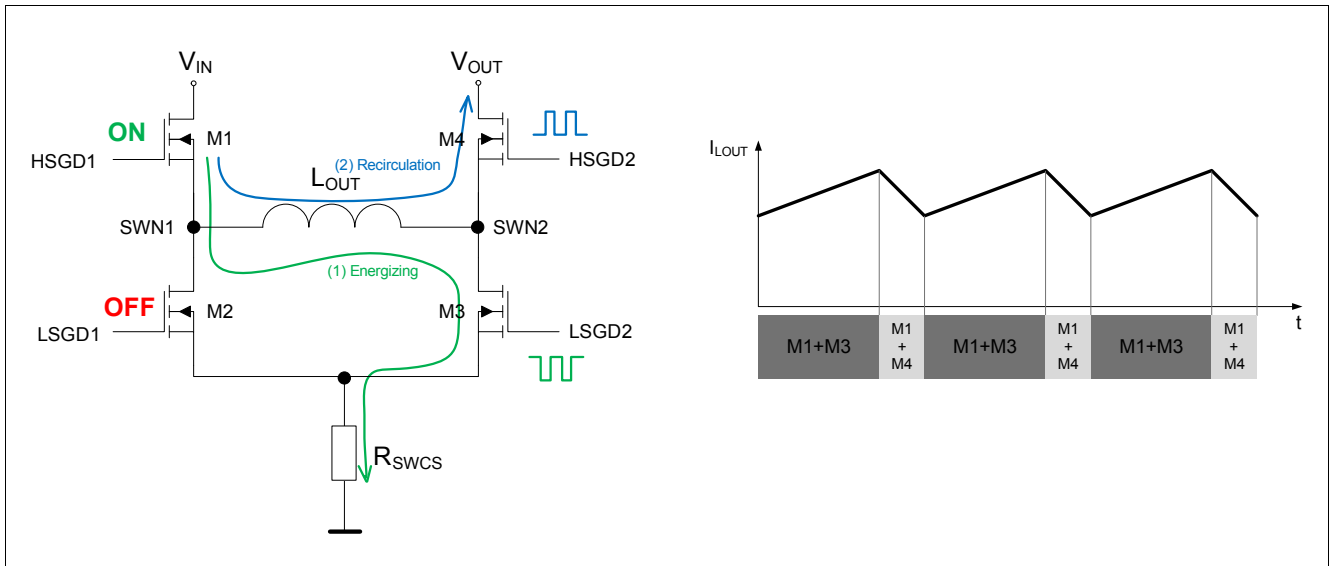 VIN
VOUT
ON
M1
M4
HSGD1
HSGD2
(2) Recirculation
LOUT
SWN1
SWN2
(1) Energizing
OFF
M2
M3
LSGD1
LSGD2
RSWCS
ILOUT
t
M1+M3
M1
+
M4
M1+M3
M1
+
M4
M1+M3
M1
+
M4